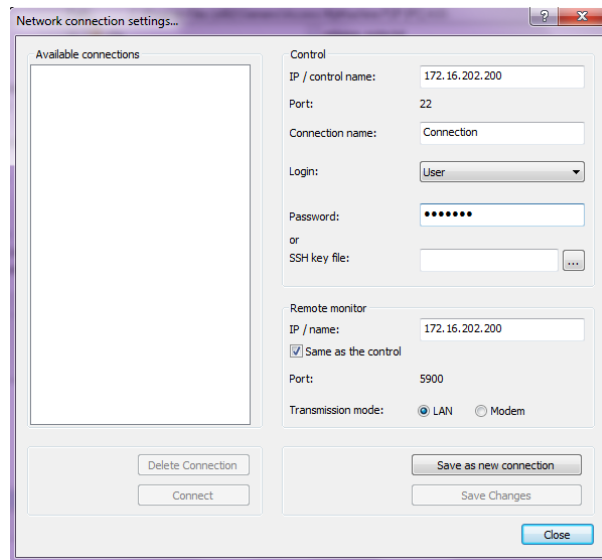 Network connection settings...
Available connections
Delete Connection
Connect
Control
IP / control name: 172.16.202.200
Port: 22
Connection name: Connection
Login: User
Password: •••••••
or
SSH key file: ...
Remote monitor
IP / name: 172.16.202.200
Same as the control
Port: 5900
Transmission mode: LAN Modem
Save as new connection
Save Changes
Close